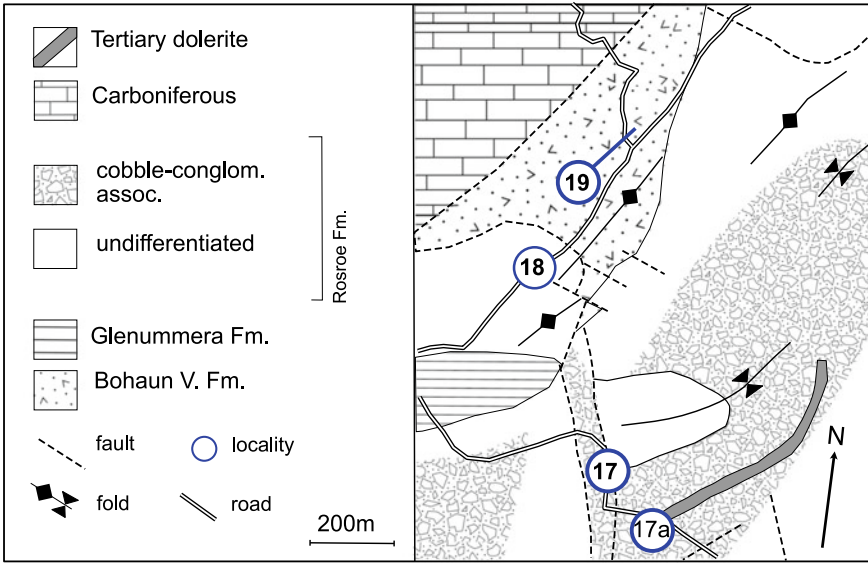 Tertiary dolerite
Carboniferous
cobble-conglom.
assoc.
undifferentiated
Rosroe Fm.
Glenummera Fm.
Bohaun V. Fm.
fault
locality
fold
road
200m
19
18
17
17a
N